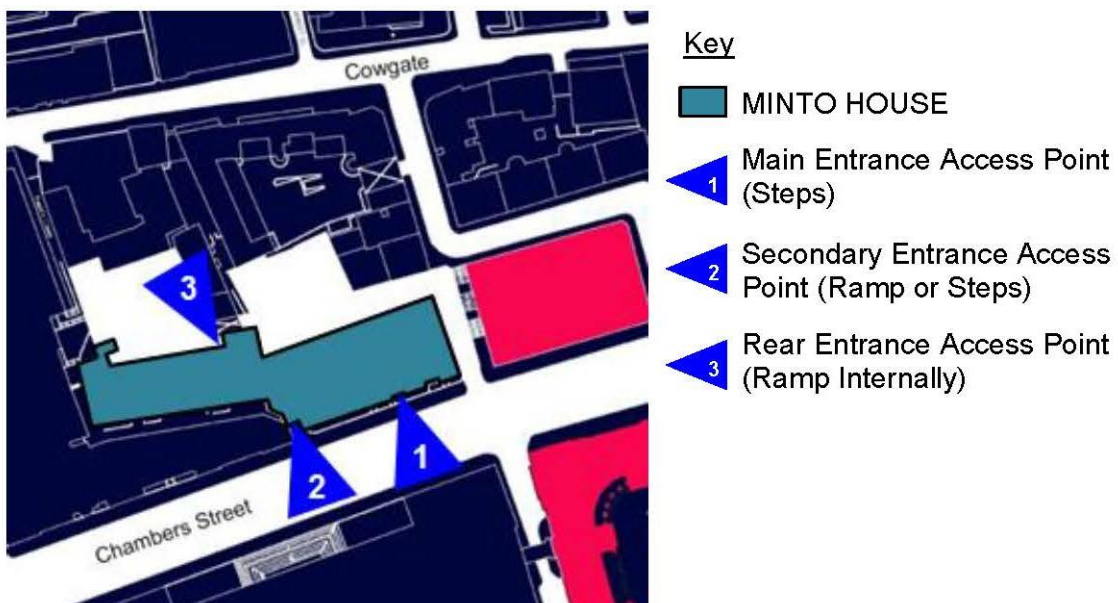 Cowgate
3
1
2
Chambers Street
Key
MINTO HOUSE
1
Main Entrance Access Point
(Steps)
2
Secondary Entrance Access
Point (Ramp or Steps)
3
Rear Entrance Access Point
(Ramp Internally)